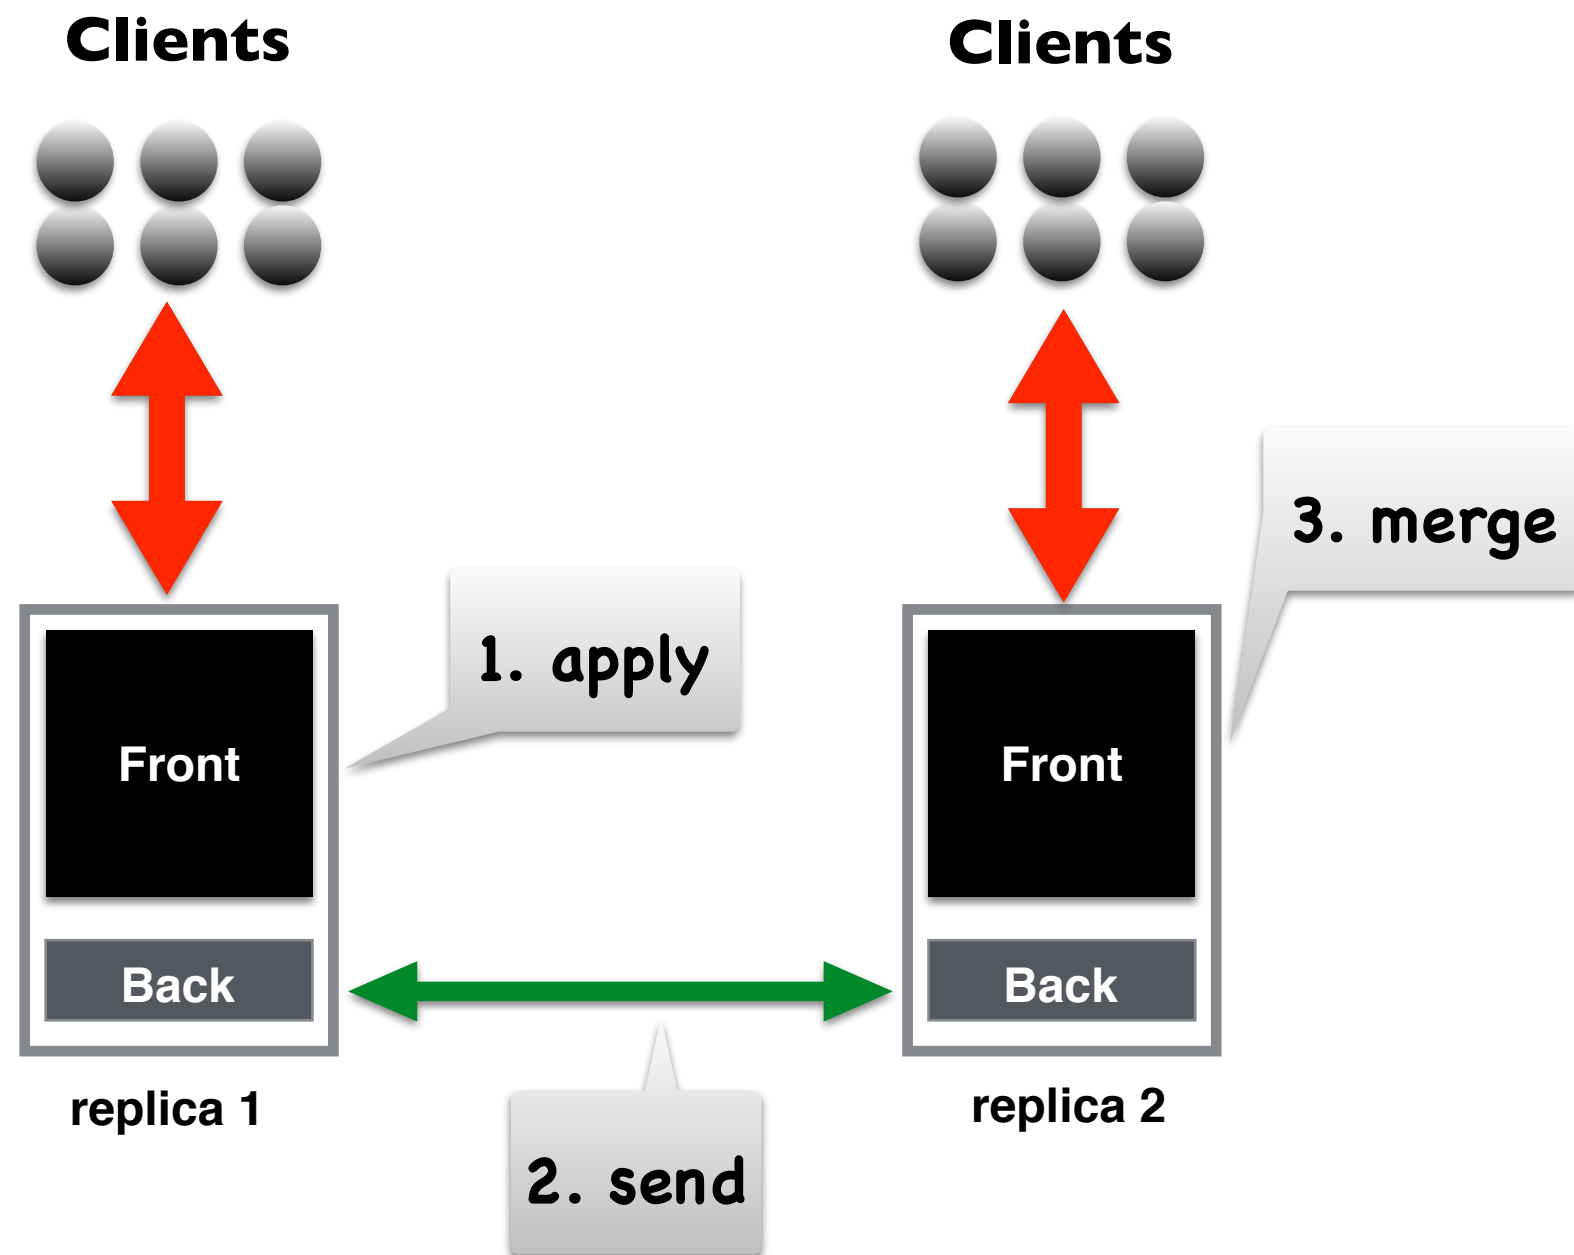 Clients
Clients
3. merge
1. apply
Front
Front
Back
Back
replica 1
replica 2
2. send